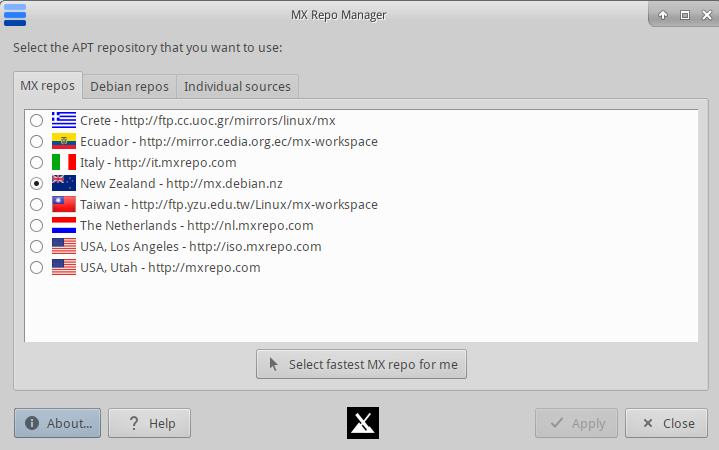 MX Repo Manager
Select the APT repository that you want to use:
MX repos Debian repos Individual sources
Crete - http://ftp.cc.uoc.gr/mirrors/linux/mx
Ecuador - http://mirror.cedia.org.ec/mx-workspace
Italy - http://it.mxrepo.com
New Zealand - http://mx.debian.nz
Taiwan - http://ftp.yzu.edu.tw/Linux/mx-workspace
The Netherlands - http://nl.mxrepo.com
USA, Los Angeles - http://iso.mxrepo.com
USA, Utah - http://mxrepo.com
Select fastest MX repo for me
About... Help Apply Close